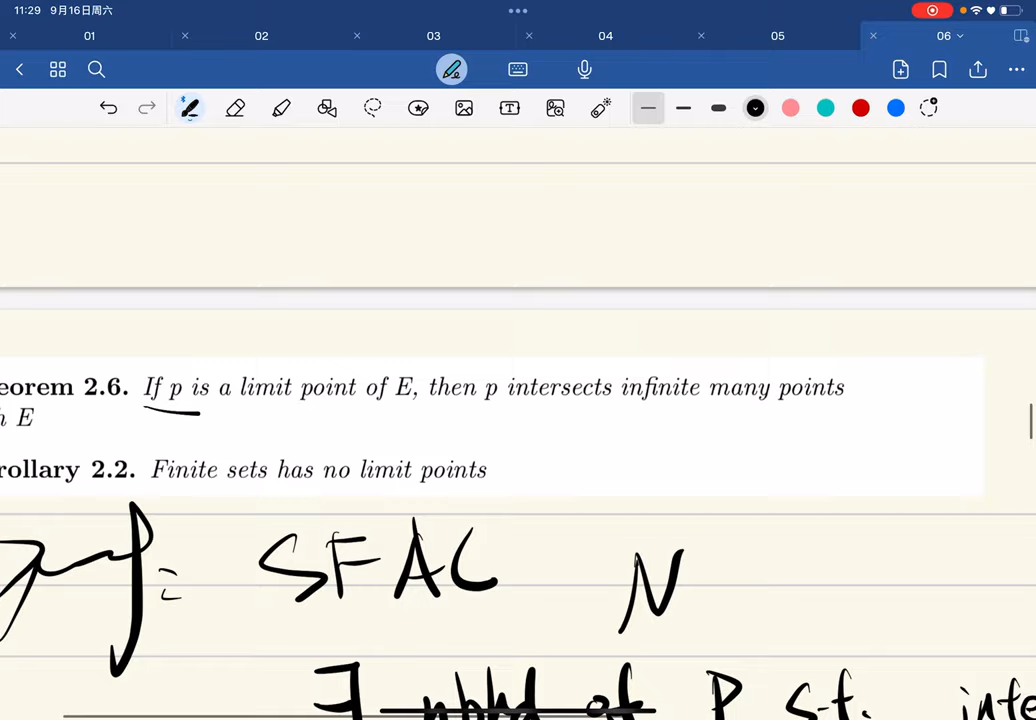 11:29 9月16日周六
01 02 03 04 05 06
T
eorem 2.6. If p is a limit point of E, then p intersects infinite many points
h E
rollary 2.2. Finite sets has no limit points
SFAC N
∃ nbhd of P s.t. inte